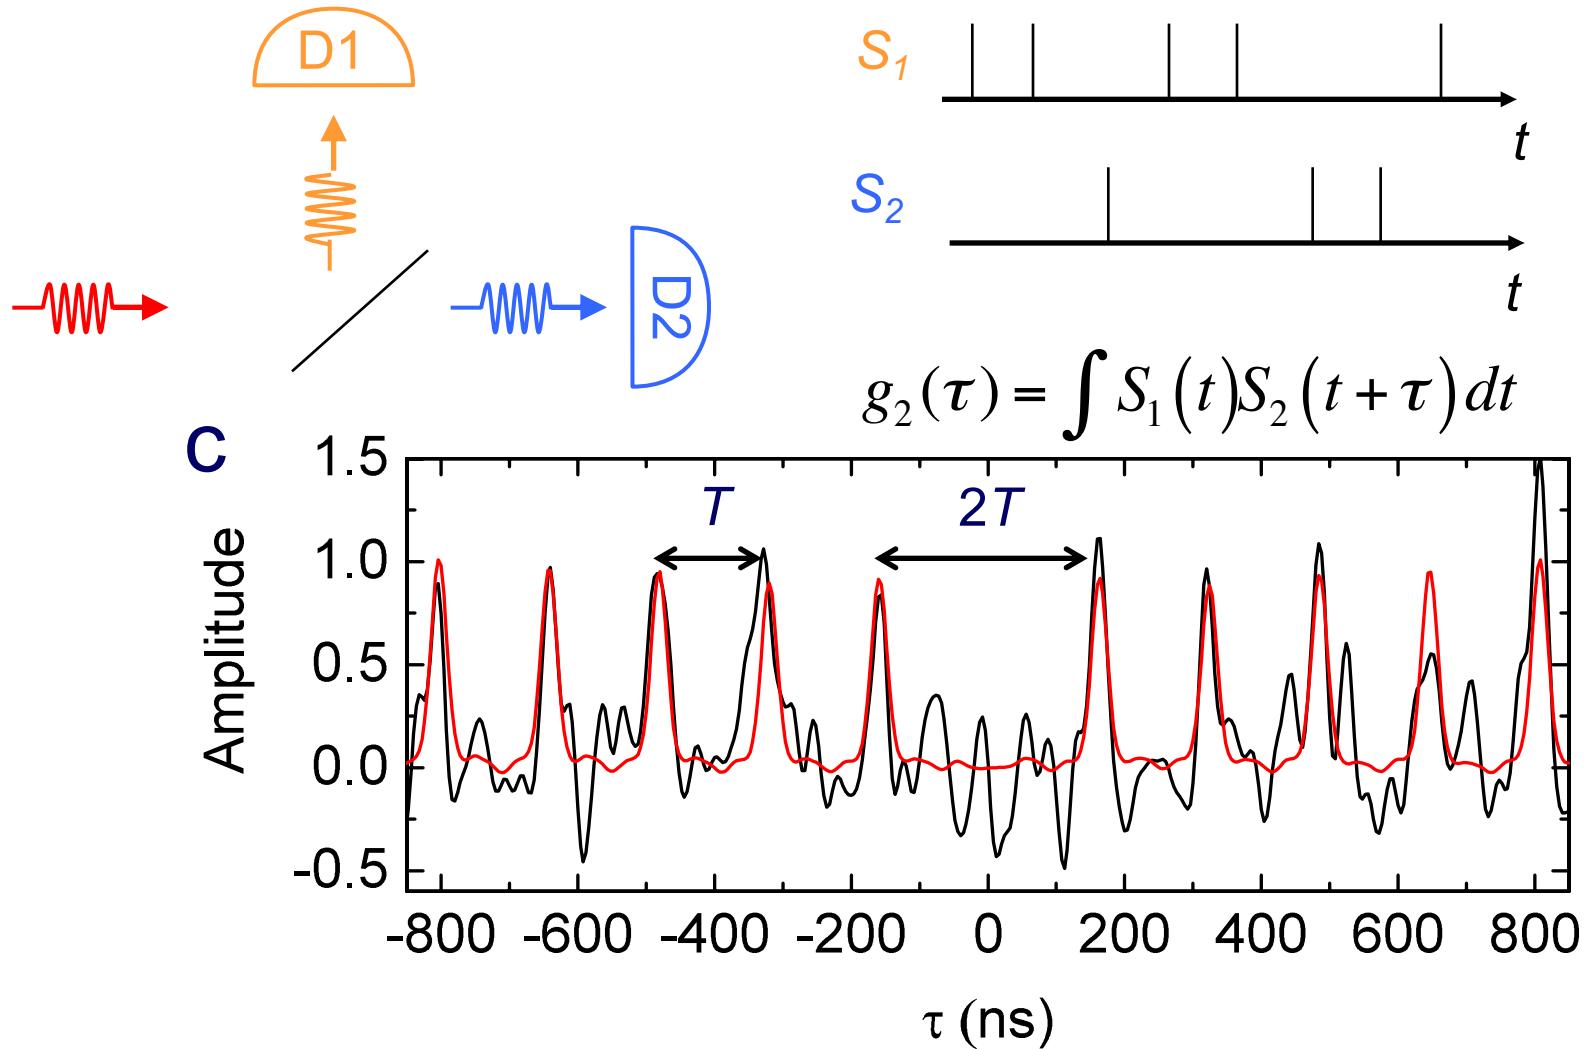 D1
S1
t
S2
t
D2
g2(τ) = ∫ S1(t)S2(t + τ)dt
C
1.5
1.0
0.5
0.0
-0.5
Amplitude
T
2T
-800 -600 -400 -200 0 200 400 600 800
τ (ns)